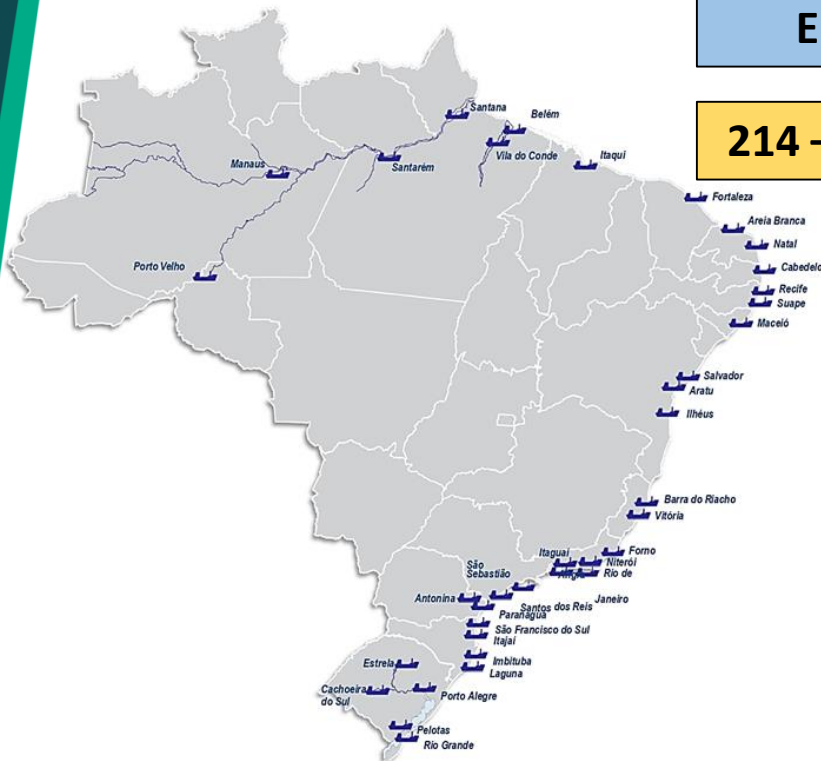 E
214 -
Santana
Belém
Vila do Conde
Itaqui
Manaus
Santarém
Fortaleza
Areia Branca
Natal
Porto Velho
Cabedelo
Recife
Suape
Maceió
Salvador
Aratu
Ilhéus
Barra do Riacho
Vitória
Forno
Itaguaí
Niterói
Rio de
Janeiro
Angra
dos Reis
São
Sebastião
Santos
Antonina
Paranaguá
São Francisco do Sul
Itajaí
Imbituba
Laguna
Estrela
Cachoeira
do Sul
Porto Alegre
Pelotas
Rio Grande